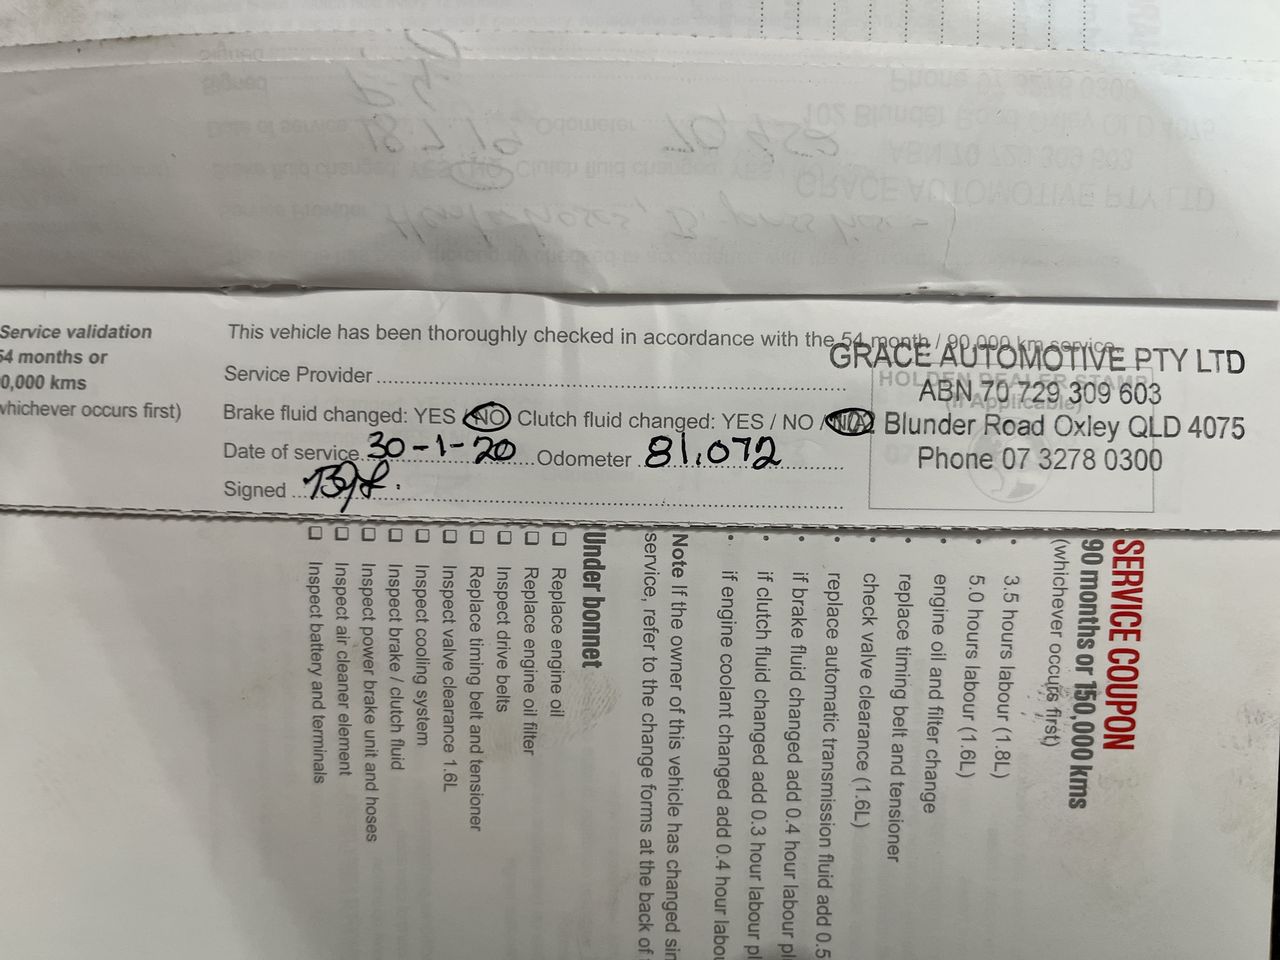 Service validation
54 months or
0,000 kms
whichever occurs first)
This vehicle has been thoroughly checked in accordance with the 54 month / 90,000 km service.
Service Provider
Brake fluid changed: YES / NO Clutch fluid changed: YES / NO / N/A
Date of service 30-1-20 Odometer 81,072
Signed
HOLDEN DEALER STAMP
(If Applicable)
GRACE AUTOMOTIVE PTY LTD
ABN 70 729 309 603
Blunder Road Oxley QLD 4075
Phone 07 3278 0300
SERVICE COUPON
90 months or 150,000 kms
(whichever occurs first)
• 3.5 hours labour (1.8L)
• 5.0 hours labour (1.6L)
• engine oil and filter change
• replace timing belt and tensioner
• check valve clearance (1.6L)
• replace automatic transmission fluid add 0.5
• if brake fluid changed add 0.4 hour labour pl
• if clutch fluid changed add 0.3 hour labour pl
• if engine coolant changed add 0.4 hour labou
Note If the owner of this vehicle has changed sin
service, refer to the change forms at the back of
Under bonnet
☐ Replace engine oil
☐ Replace engine oil filter
☐ Inspect drive belts
☐ Replace timing belt and tensioner
☐ Inspect valve clearance 1.6L
☐ Inspect cooling system
☐ Inspect brake / clutch fluid
☐ Inspect power brake unit and hoses
☐ Inspect air cleaner element
☐ Inspect battery and terminals